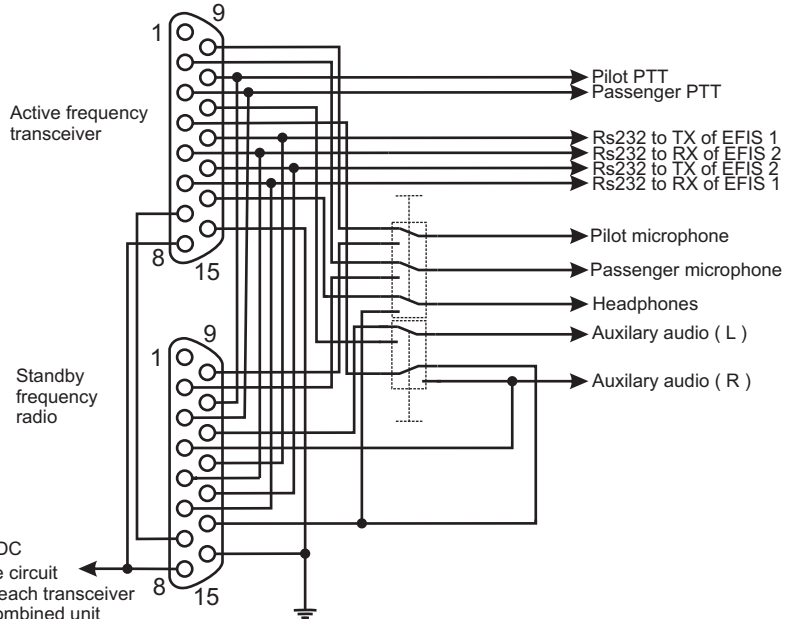 9
1
Pilot PTT
Passenger PTT
Active frequency
transceiver
Rs232 to TX of EFIS 1
Rs232 to RX of EFIS 2
Rs232 to TX of EFIS 2
Rs232 to RX of EFIS 1
Pilot microphone
8
15
Passenger microphone
Headphones
9
Auxilary audio ( L )
1
Standby
frequency
radio
Auxilary audio ( R )
DC
circuit
each transceiver
8
15
ombined unit